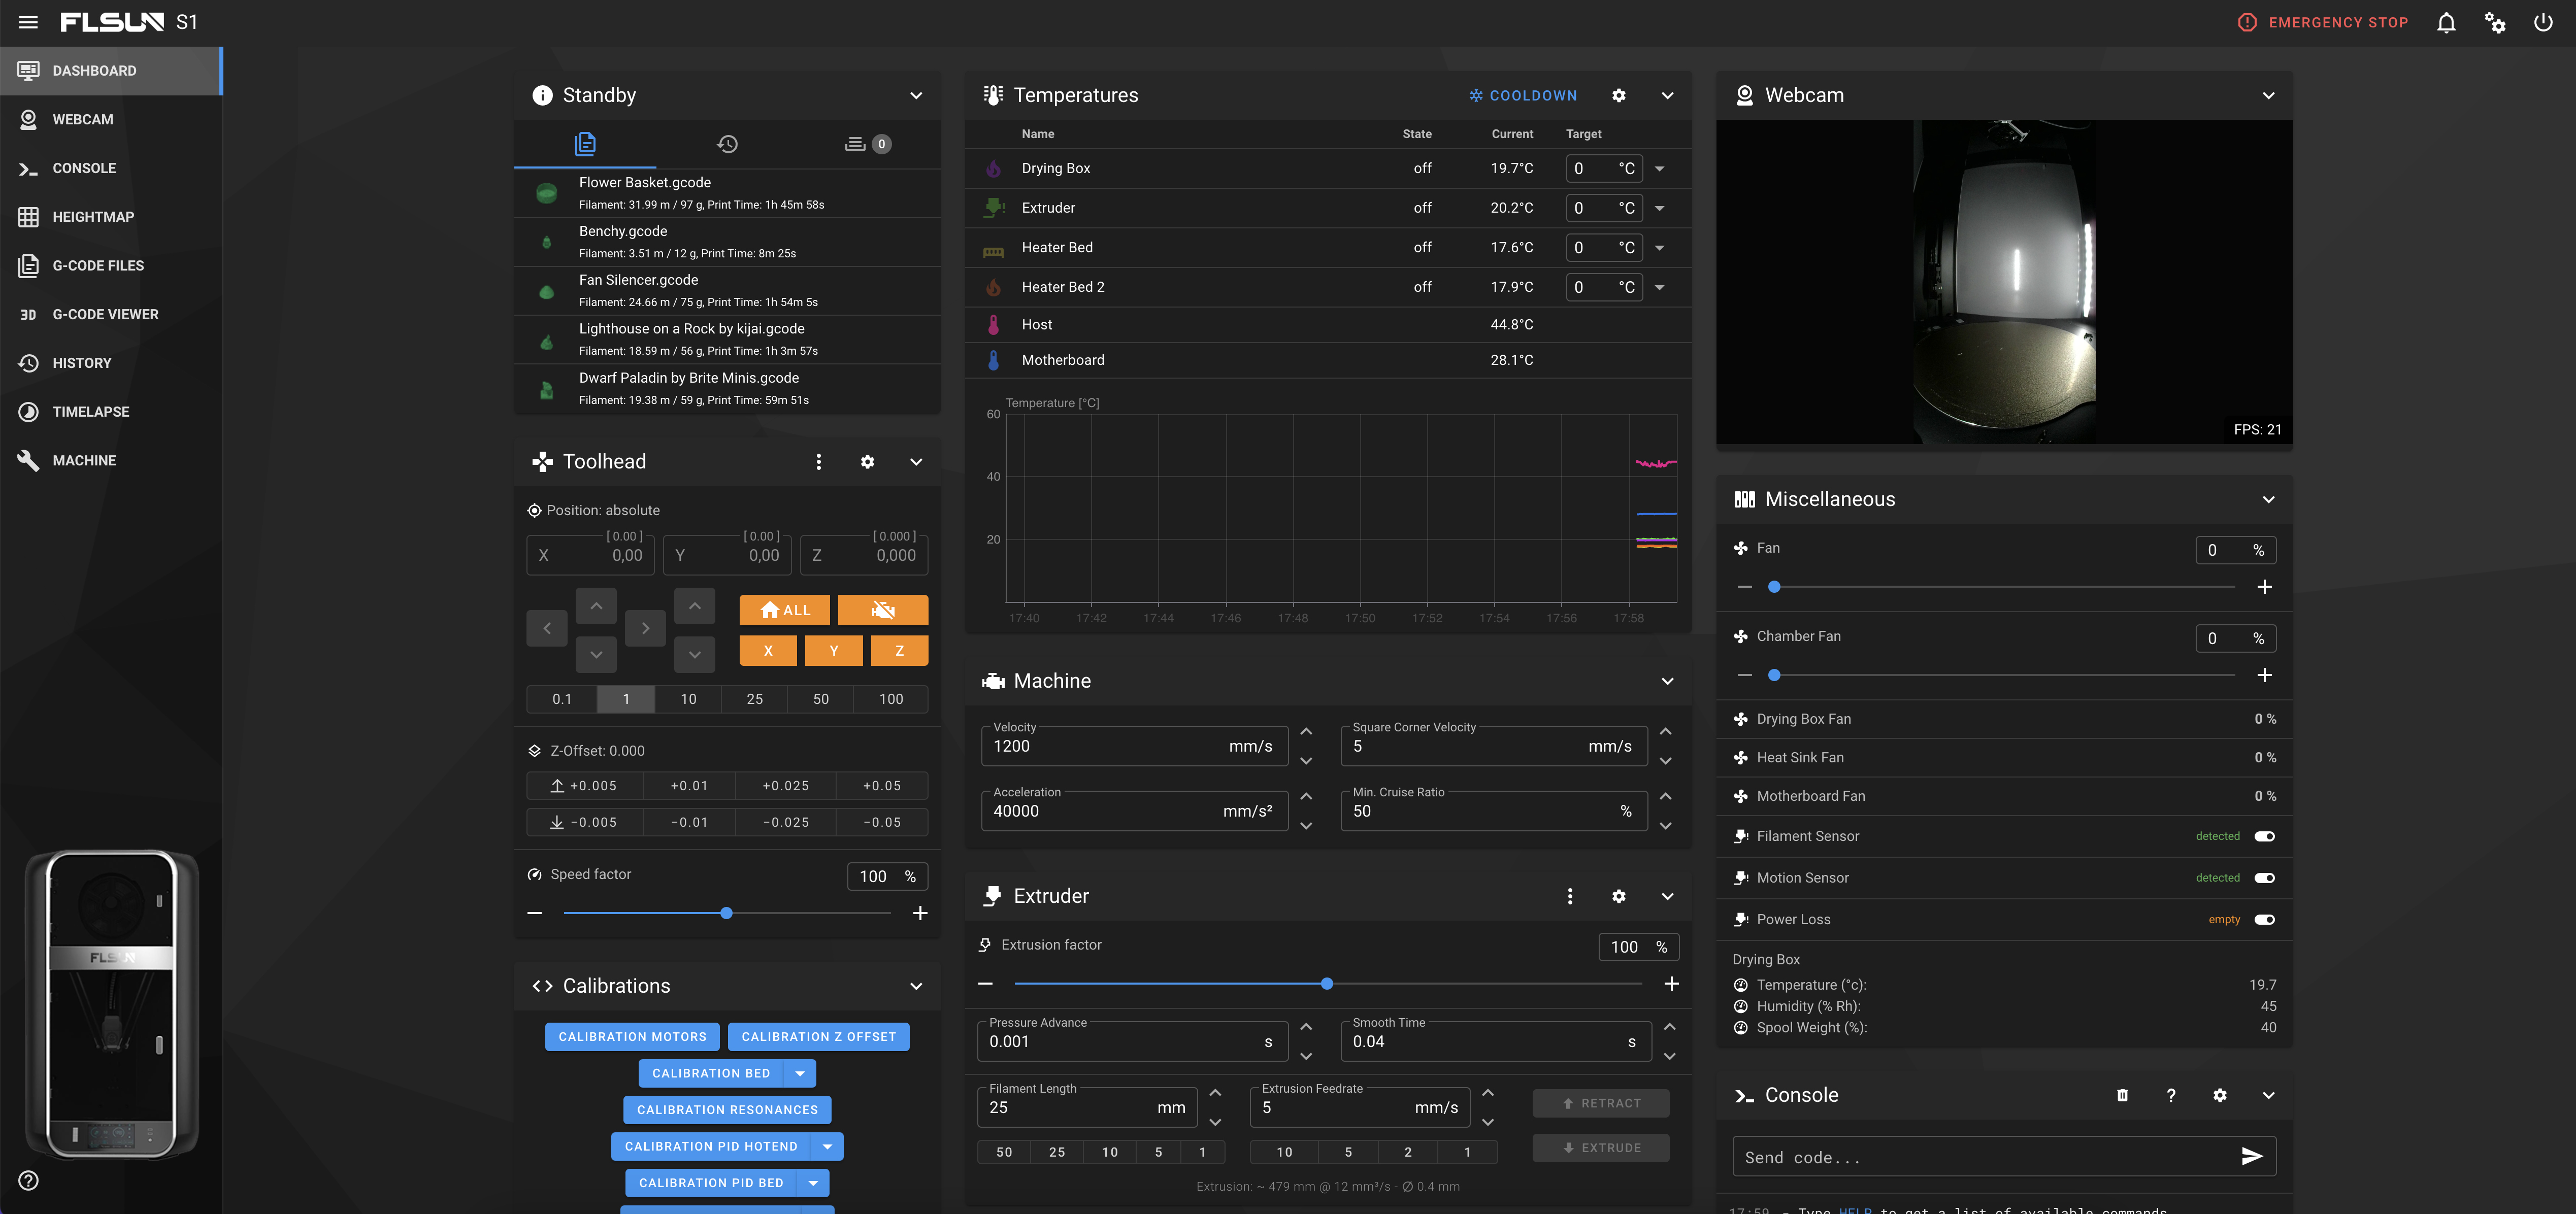 FLSUN S1
EMERGENCY STOP
DASHBOARD
WEBCAM
CONSOLE
HEIGHTMAP
G-CODE FILES
3D G-CODE VIEWER
HISTORY
TIMELAPSE
MACHINE
FLSUN
Standby
0
Flower Basket.gcode
Filament: 31.99 m / 97 g, Print Time: 1h 45m 58s
Benchy.gcode
Filament: 3.51 m / 12 g, Print Time: 8m 25s
Fan Silencer.gcode
Filament: 24.66 m / 75 g, Print Time: 1h 54m 5s
Lighthouse on a Rock by kijai.gcode
Filament: 18.59 m / 56 g, Print Time: 1h 3m 57s
Dwarf Paladin by Brite Minis.gcode
Filament: 19.38 m / 59 g, Print Time: 59m 51s
Toolhead
Position: absolute
[ 0.00 ] [ 0.00 ] [ 0.000 ]
X 0,00 Y 0,00 Z 0,000
ALL
X Y Z
0.1 1 10 25 50 100
Z-Offset: 0.000
+0.005 +0.01 +0.025 +0.05
−0.005 −0.01 −0.025 −0.05
Speed factor 100 %
Calibrations
CALIBRATION MOTORS CALIBRATION Z OFFSET
CALIBRATION BED
CALIBRATION RESONANCES
CALIBRATION PID HOTEND
CALIBRATION PID BED
Temperatures COOLDOWN
Name State Current Target
Drying Box off 19.7°C 0 °C
Extruder off 20.2°C 0 °C
Heater Bed off 17.6°C 0 °C
Heater Bed 2 off 17.9°C 0 °C
Host 44.8°C
Motherboard 28.1°C
Temperature [°C]
60
40
20
17:40 17:42 17:44 17:46 17:48 17:50 17:52 17:54 17:56 17:58
Machine
Velocity Square Corner Velocity
1200 mm/s 5 mm/s
Acceleration Min. Cruise Ratio
40000 mm/s² 50 %
Extruder
Extrusion factor 100 %
Pressure Advance Smooth Time
0.001 s 0.04 s
Filament Length Extrusion Feedrate
25 mm 5 mm/s RETRACT
50 25 10 5 1 10 5 2 1 EXTRUDE
Extrusion: ~ 479 mm @ 12 mm³/s - Ø 0.4 mm
Webcam
FPS: 21
Miscellaneous
Fan 0 %
Chamber Fan 0 %
Drying Box Fan 0 %
Heat Sink Fan 0 %
Motherboard Fan 0 %
Filament Sensor detected
Motion Sensor detected
Power Loss empty
Drying Box
Temperature (°c): 19.7
Humidity (% Rh): 45
Spool Weight (%): 40
Console
Send code...
17:59 - Type HELP to get a list of available commands